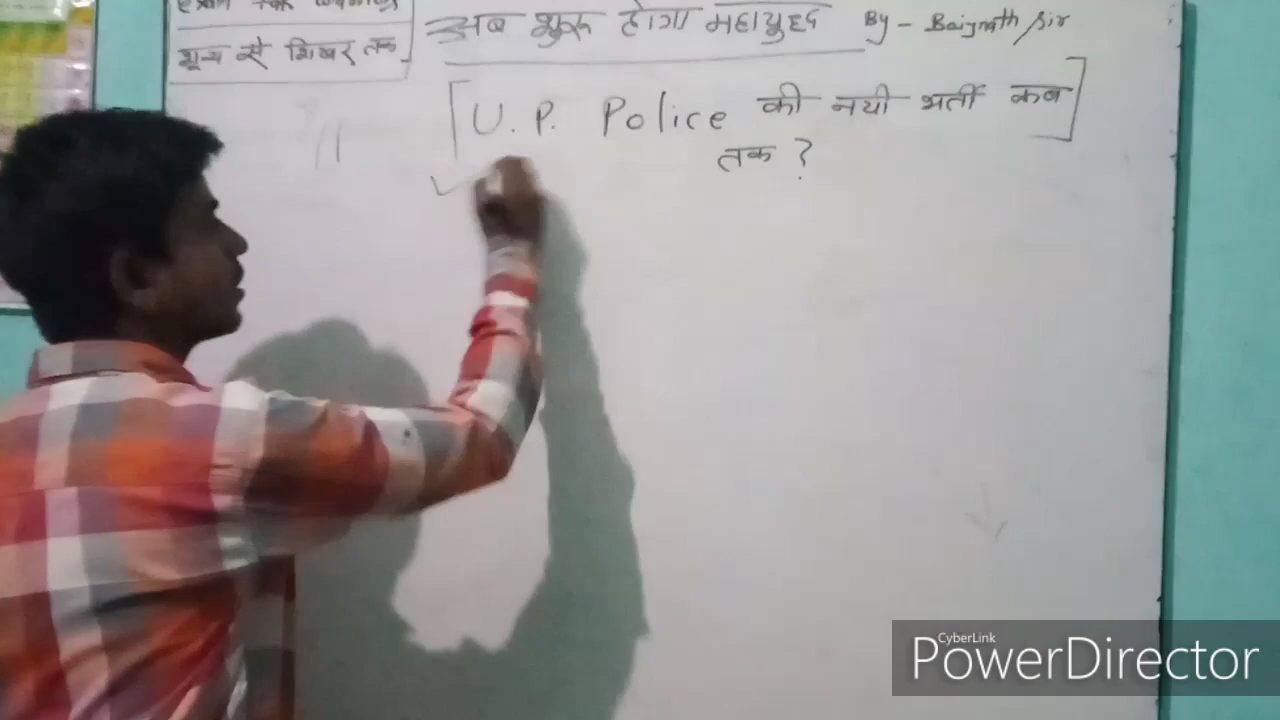 शून्य से शिखर तक
अब शुरू होगा महायुद्ध By - Baijnath Sir
[U.P. Police की नयी भर्ती कब]
तक ?
CyberLink
PowerDirector